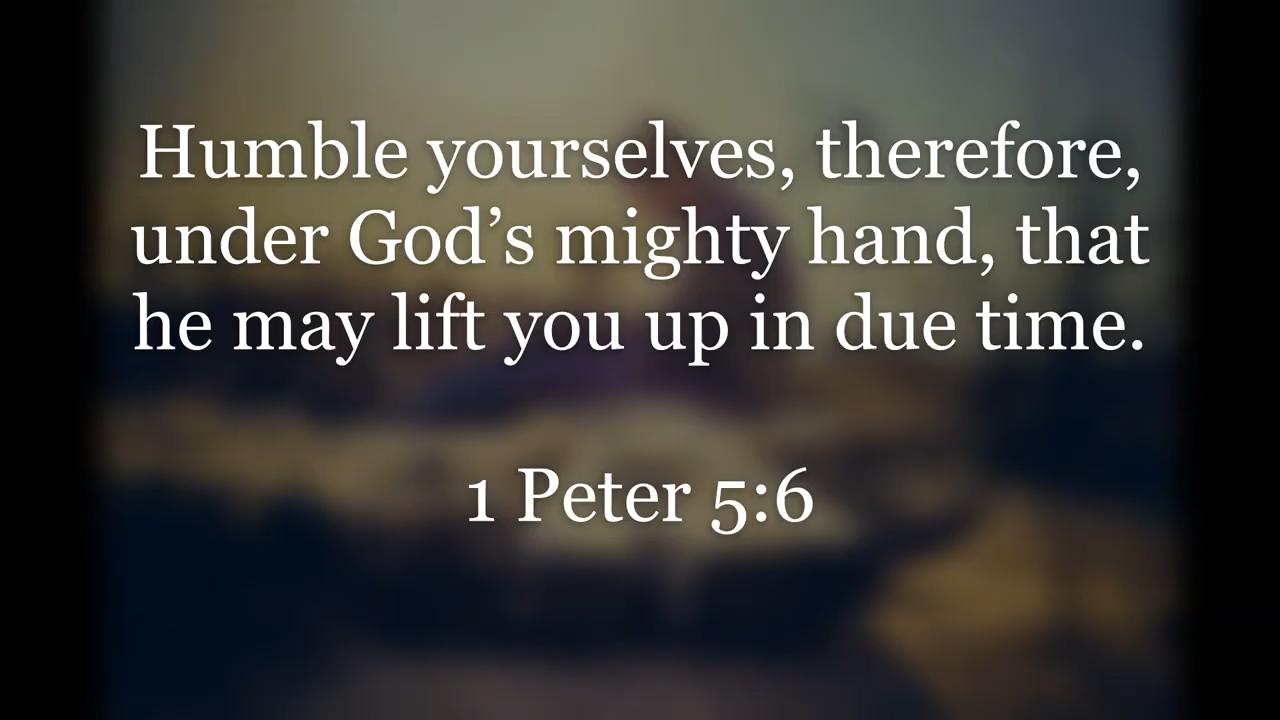 Humble yourselves, therefore,
under God’s mighty hand, that
he may lift you up in due time.
1 Peter 5:6